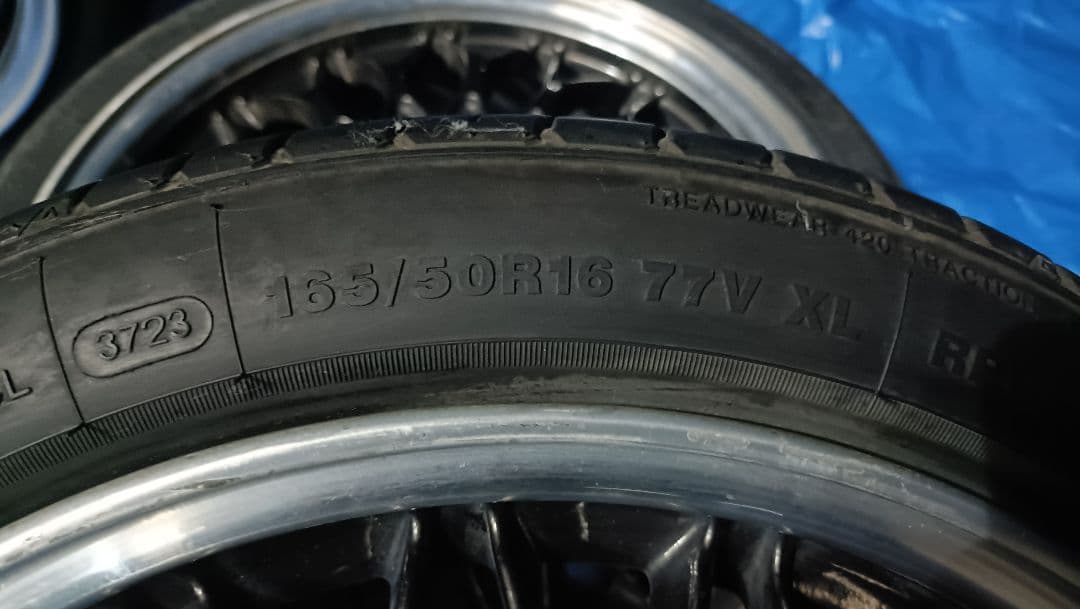 TREADWEAR 420 TRACTION
165/50R16 77V XL
3723